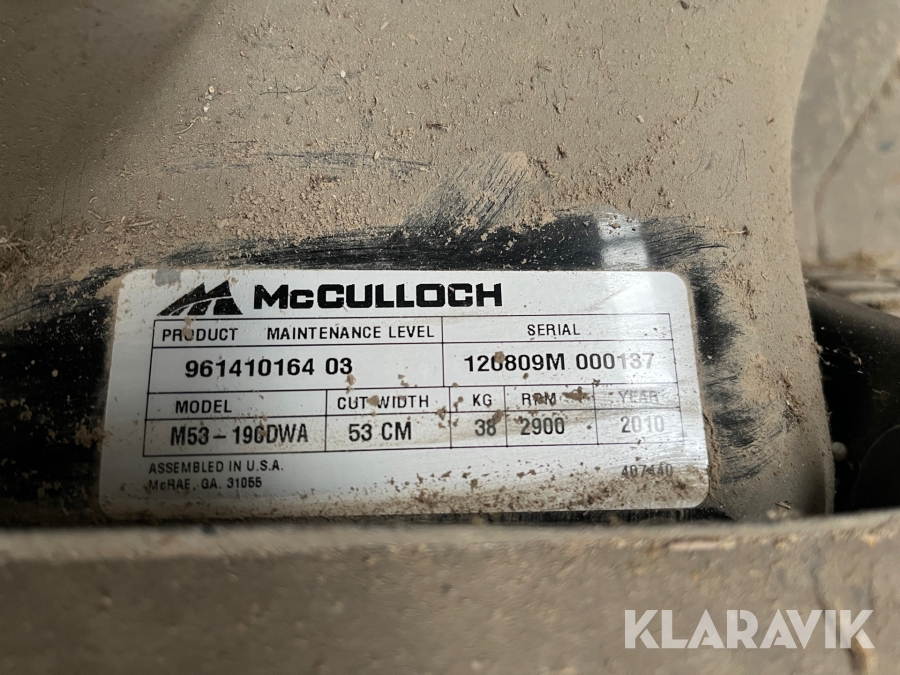 McCULLOCH
PRODUCT MAINTENANCE LEVEL SERIAL
961410164 03 120809M 000137
MODEL CUT WIDTH KG RPM YEAR
M53-190DWA 53 CM 38 2900 2010
ASSEMBLED IN U.S.A.
McRAE, GA. 31055 407440
KLARAVIK